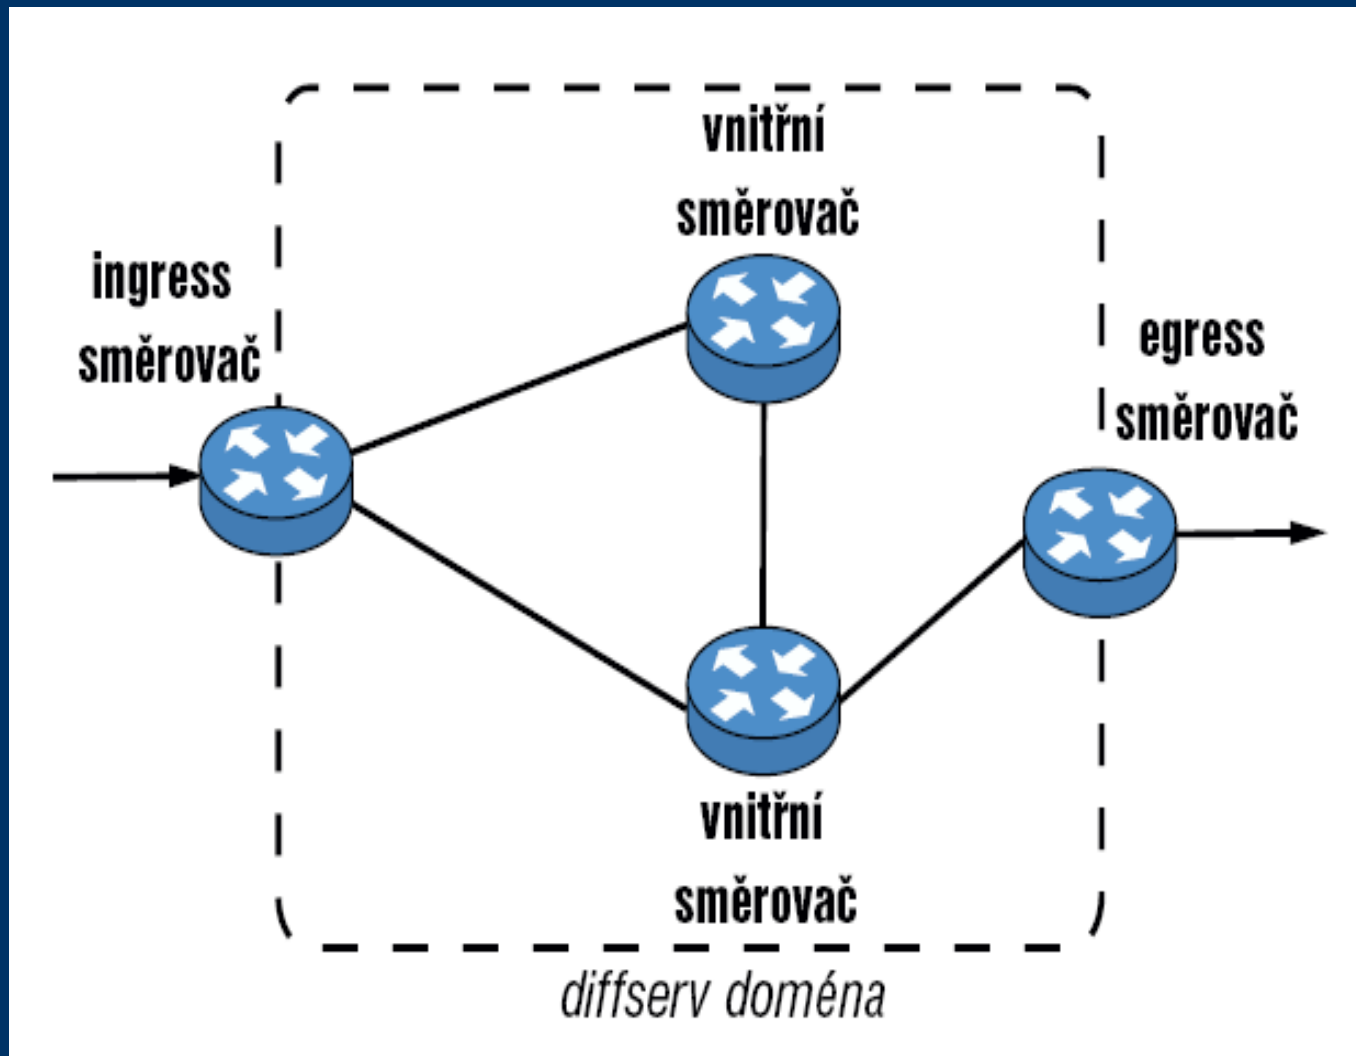 vnitřní
směrovač
ingress
směrovač
egress
směrovač
vnitřní
směrovač
diffserv doména